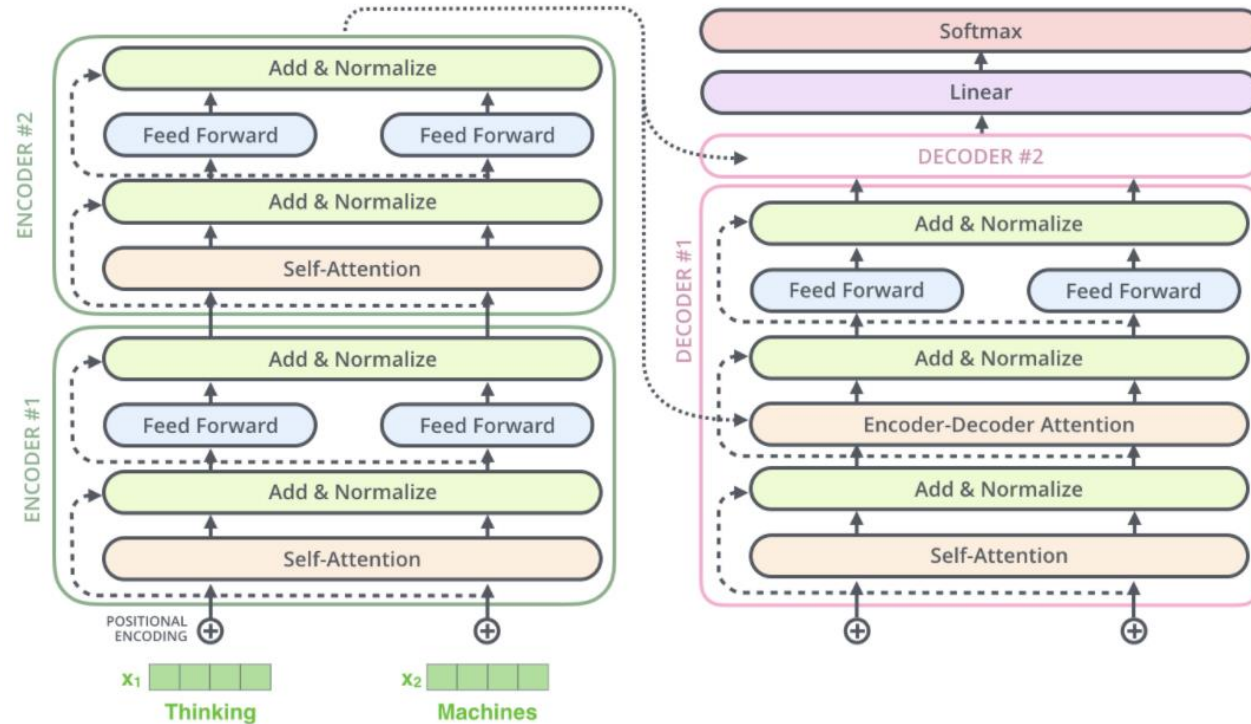 ENCODER #2
Add & Normalize
Feed Forward
Feed Forward
Add & Normalize
Self-Attention
ENCODER #1
Add & Normalize
Feed Forward
Feed Forward
Add & Normalize
Self-Attention
POSITIONAL
ENCODING
x₁
x₂
Thinking
Machines
Softmax
Linear
DECODER #2
DECODER #1
Add & Normalize
Feed Forward
Feed Forward
Add & Normalize
Encoder-Decoder Attention
Add & Normalize
Self-Attention